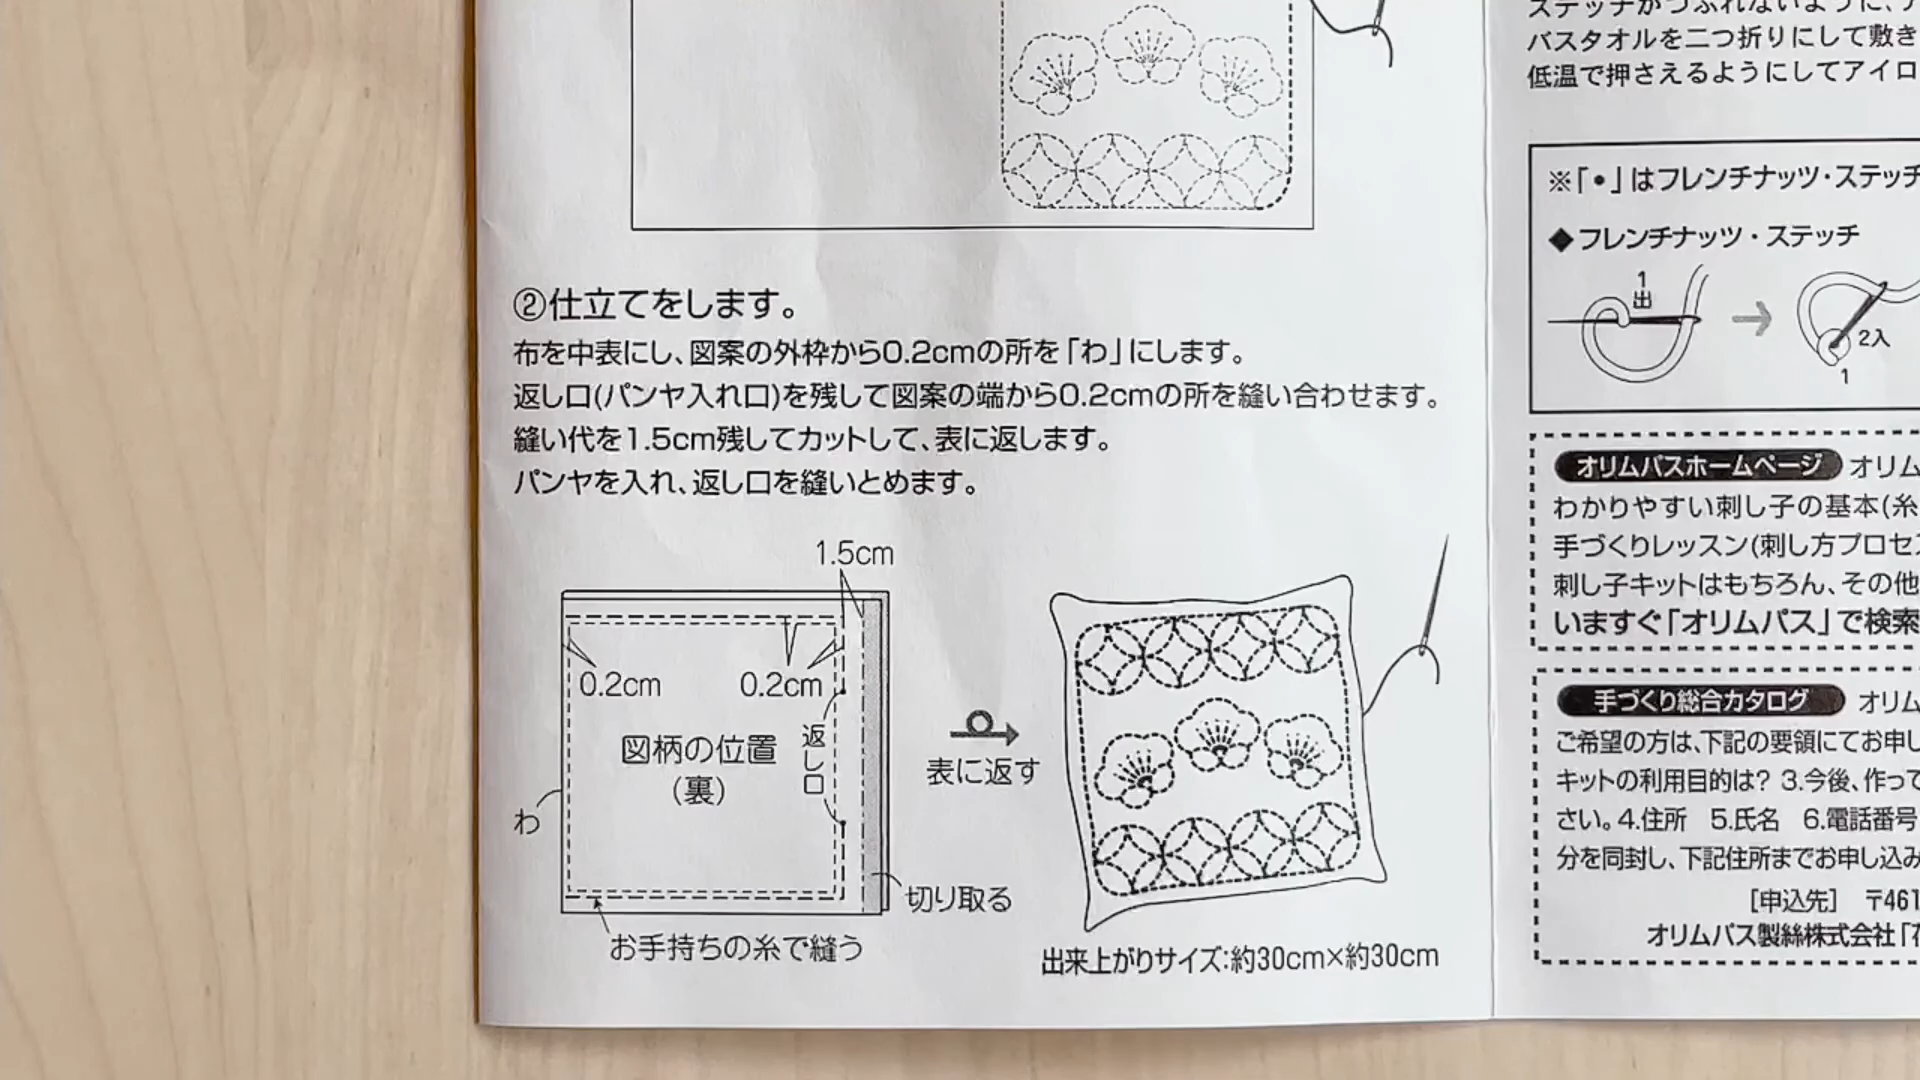 ②仕立てをします。
布を中表にし、図案の外枠から0.2cmの所を「わ」にします。
返し口(パンヤ入れ口)を残して図案の端から0.2cmの所を縫い合わせます。
縫い代を1.5cm残してカットして、表に返します。
パンヤを入れ、返し口を縫いとめます。
1.5cm
0.2cm
0.2cm
図柄の位置
(裏)
返し口
わ
切り取る
お手持ちの糸で縫う
表に返す
出来上がりサイズ:約30cm×約30cm
ステッチがつぶれないように、
バスタオルを二つ折りにして敷き
低温で押さえるようにしてアイロ
※「•」はフレンチナッツ・ステッチ
◆フレンチナッツ・ステッチ
1
出
2入
1
オリムパスホームページ オリム
わかりやすい刺し子の基本(糸
手づくりレッスン(刺し方プロセス
刺し子キットはもちろん、その他
いますぐ「オリムパス」で検索
手づくり総合カタログ オリム
ご希望の方は、下記の要領にてお申し
キットの利用目的は? 3.今後、作って
さい。4.住所 5.氏名 6.電話番号
分を同封し、下記住所までお申し込み
[申込先] 〒461
オリムパス製絲株式会社「花